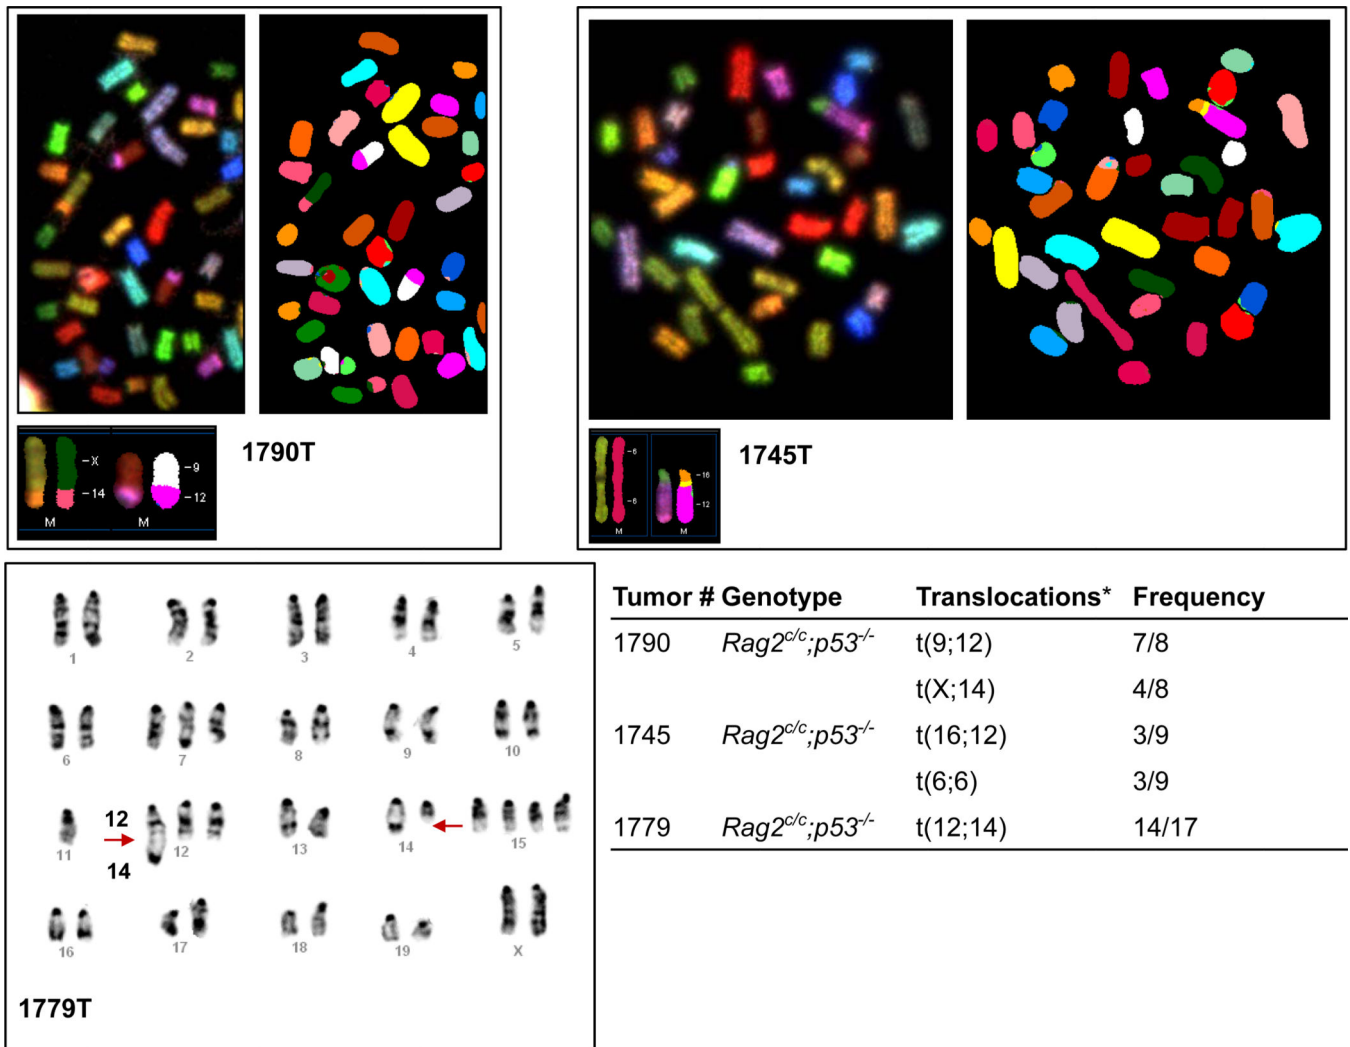 -X
-14
M
-9
-12
M
1790T
-6
-6
M
-16
-12
M
1745T
1 2 3 4 5
6 7 8 9 10
11 12 14 12 13 14 15
16 17 18 19 X
1779T
Tumor # Genotype Translocations* Frequency
1790 Rag2c/c;p53-/- t(9;12) 7/8
t(X;14) 4/8
1745 Rag2c/c;p53-/- t(16;12) 3/9
t(6;6) 3/9
1779 Rag2c/c;p53-/- t(12;14) 14/17